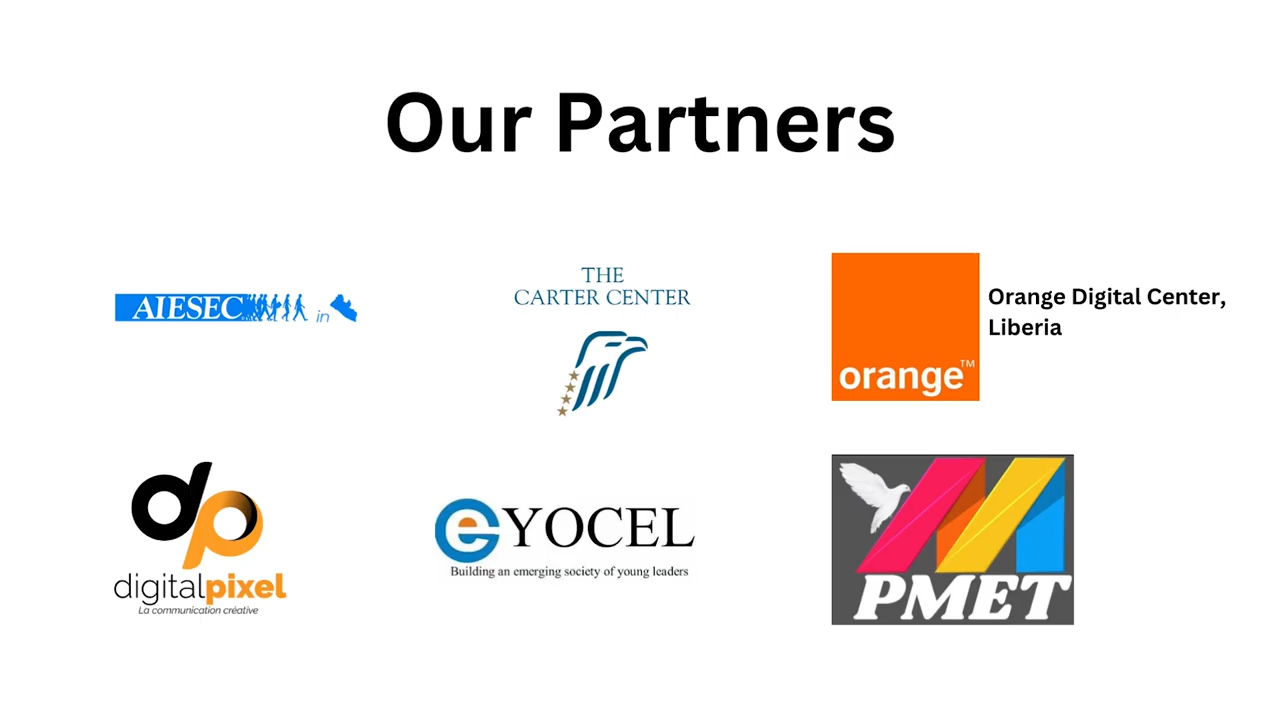 Our Partners
AIESEC in
THE
CARTER CENTER
orange™
Orange Digital Center,
Liberia
dp
digitalpixel
La communication créative
eYOCEL
Building an emerging society of young leaders
PMET